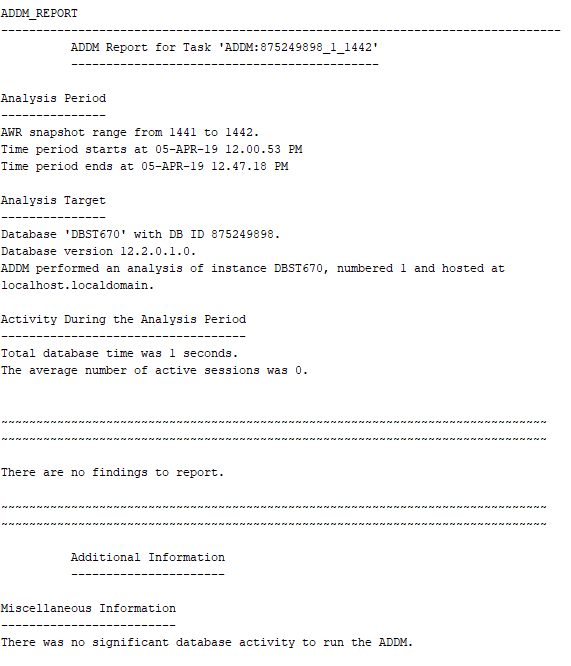 ADDM_REPORT
--------------------------------------------------------------------------------
ADDM Report for Task 'ADDM:875249898_1_1442'
--------------------------------------------
Analysis Period
---------------
AWR snapshot range from 1441 to 1442.
Time period starts at 05-APR-19 12.00.53 PM
Time period ends at 05-APR-19 12.47.18 PM
Analysis Target
---------------
Database 'DBST670' with DB ID 875249898.
Database version 12.2.0.1.0.
ADDM performed an analysis of instance DBST670, numbered 1 and hosted at
localhost.localdomain.
Activity During the Analysis Period
-----------------------------------
Total database time was 1 seconds.
The average number of active sessions was 0.
~~~~~~~~~~~~~~~~~~~~~~~~~~~~~~~~~~~~~~~~~~~~~~~~~~~~~~~~~~~~~~~~~~~~~~~~~~~~~~
~~~~~~~~~~~~~~~~~~~~~~~~~~~~~~~~~~~~~~~~~~~~~~~~~~~~~~~~~~~~~~~~~~~~~~~~~~~~~~
There are no findings to report.
~~~~~~~~~~~~~~~~~~~~~~~~~~~~~~~~~~~~~~~~~~~~~~~~~~~~~~~~~~~~~~~~~~~~~~~~~~~~~~
~~~~~~~~~~~~~~~~~~~~~~~~~~~~~~~~~~~~~~~~~~~~~~~~~~~~~~~~~~~~~~~~~~~~~~~~~~~~~~
Additional Information
----------------------
Miscellaneous Information
-------------------------
There was no significant database activity to run the ADDM.